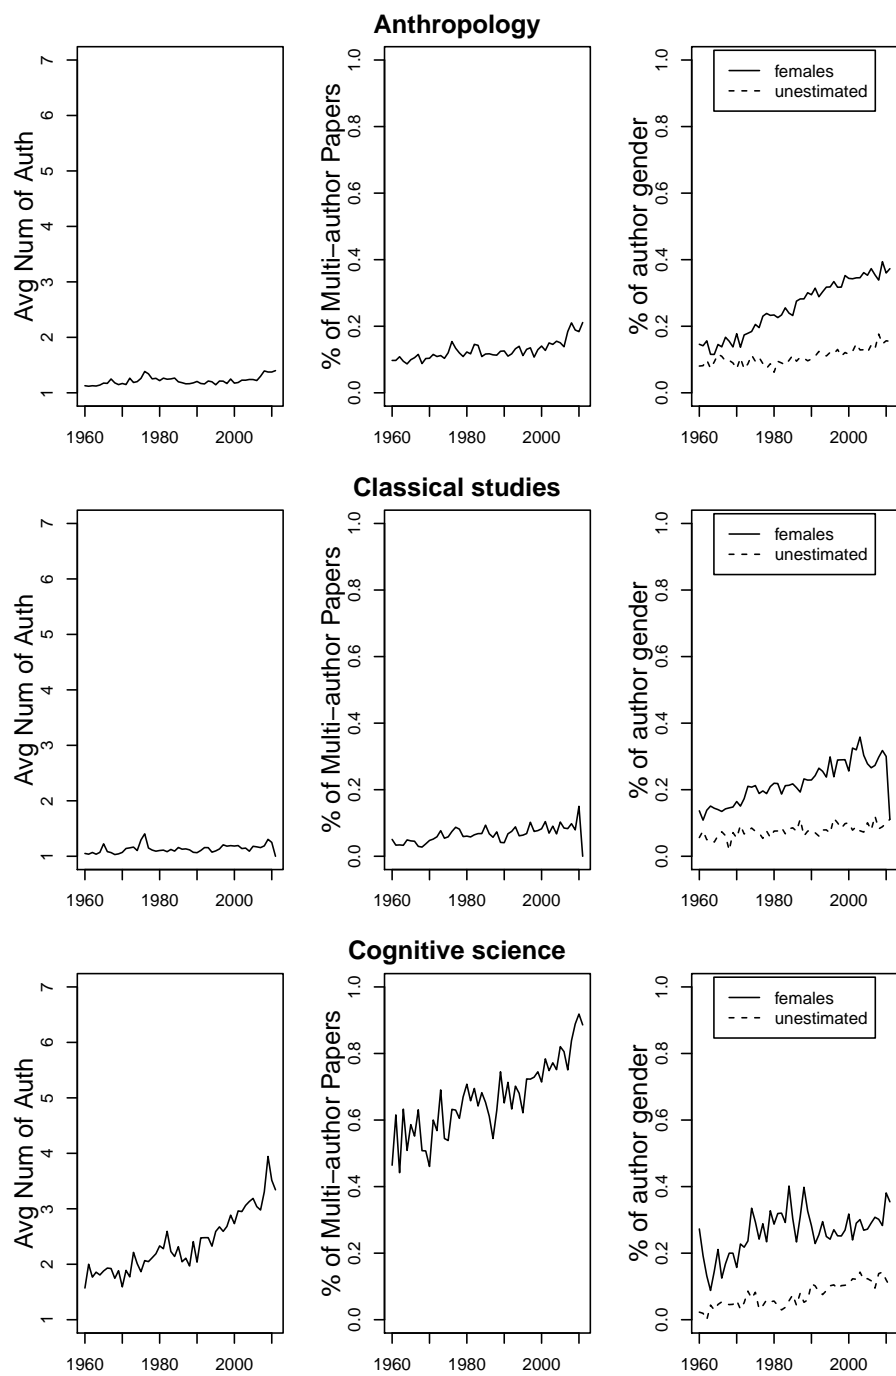 Anthropology
Avg Num of Auth
1 2 3 4 5 6 7
1960 1980 2000
% of Multi−author Papers
0.0 0.2 0.4 0.6 0.8 1.0
1960 1980 2000
% of author gender
0.0 0.2 0.4 0.6 0.8 1.0
1960 1980 2000
females
unestimated
Classical studies
Avg Num of Auth
1 2 3 4 5 6 7
1960 1980 2000
% of Multi−author Papers
0.0 0.2 0.4 0.6 0.8 1.0
1960 1980 2000
% of author gender
0.0 0.2 0.4 0.6 0.8 1.0
1960 1980 2000
females
unestimated
Cognitive science
Avg Num of Auth
1 2 3 4 5 6 7
1960 1980 2000
% of Multi−author Papers
0.0 0.2 0.4 0.6 0.8 1.0
1960 1980 2000
% of author gender
0.0 0.2 0.4 0.6 0.8 1.0
1960 1980 2000
females
unestimated